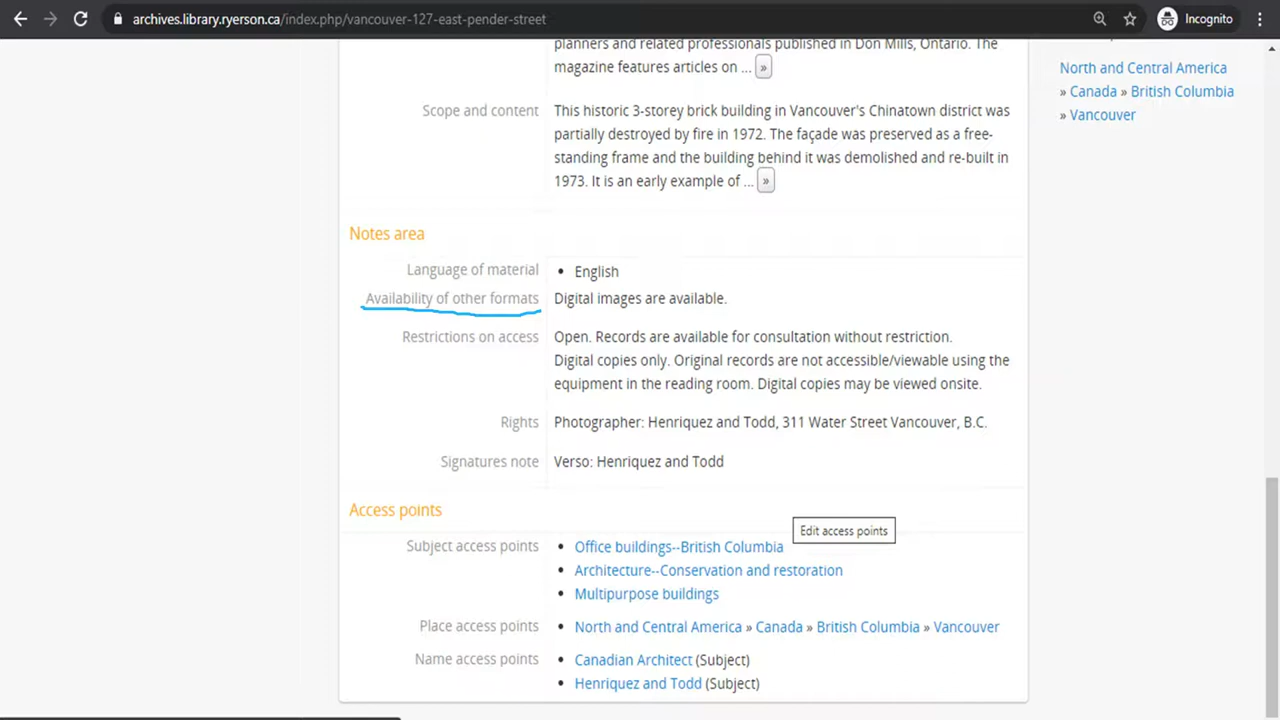 archives.library.ryerson.ca/index.php/vancouver-127-east-pender-street
Incognito
planners and related professionals published in Don Mills, Ontario. The
magazine features articles on ... »
North and Central America
» Canada » British Columbia
» Vancouver
Scope and content
This historic 3-storey brick building in Vancouver's Chinatown district was
partially destroyed by fire in 1972. The façade was preserved as a free-
standing frame and the building behind it was demolished and re-built in
1973. It is an early example of ... »
Notes area
Language of material
• English
Availability of other formats
Digital images are available.
Restrictions on access
Open. Records are available for consultation without restriction.
Digital copies only. Original records are not accessible/viewable using the
equipment in the reading room. Digital copies may be viewed onsite.
Rights
Photographer: Henriquez and Todd, 311 Water Street Vancouver, B.C.
Signatures note
Verso: Henriquez and Todd
Access points
Edit access points
Subject access points
• Office buildings--British Columbia
• Architecture--Conservation and restoration
• Multipurpose buildings
Place access points
• North and Central America » Canada » British Columbia » Vancouver
Name access points
• Canadian Architect (Subject)
• Henriquez and Todd (Subject)